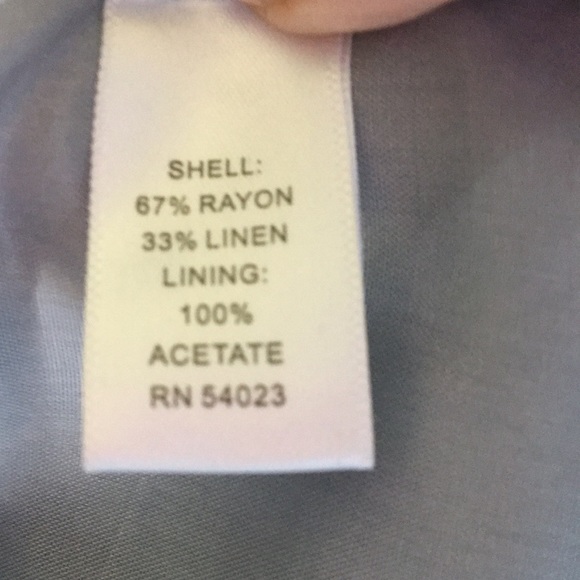 SHELL:
67% RAYON
33% LINEN
LINING:
100%
ACETATE
RN 54023